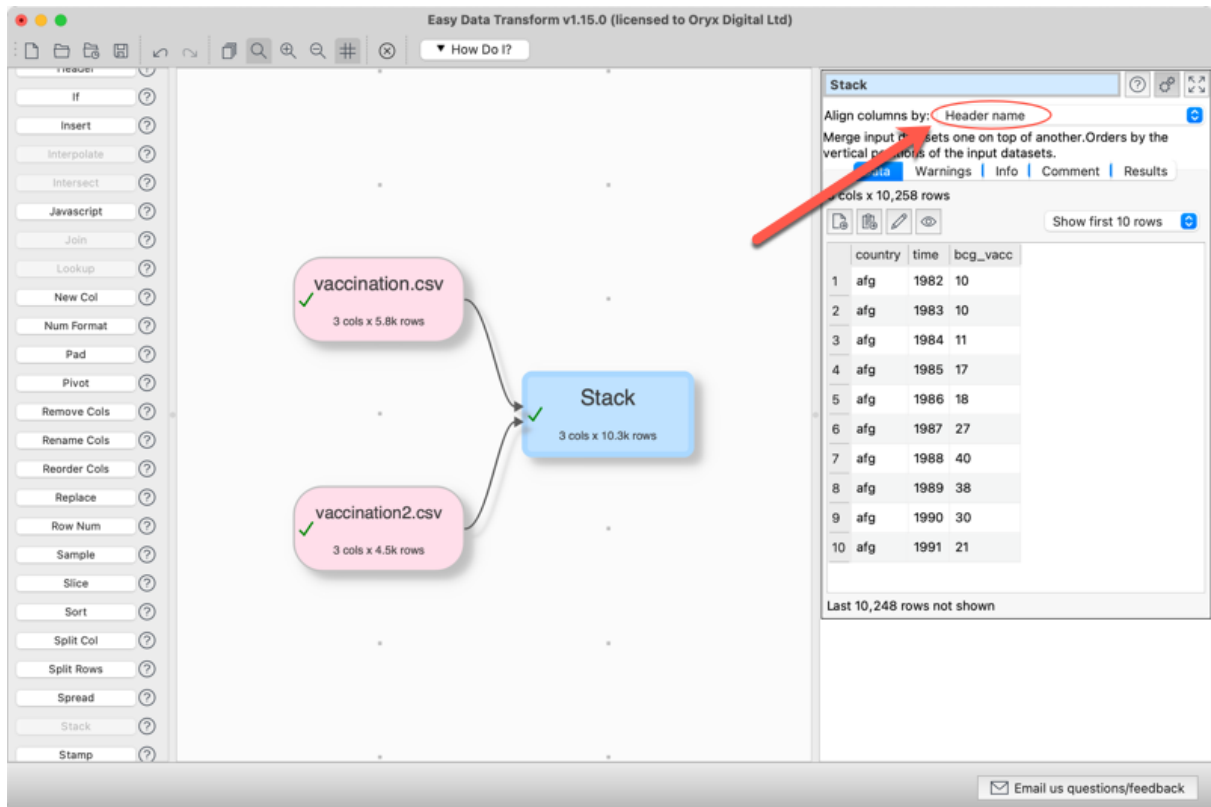 Easy Data Transform v1.15.0 (licensed to Oryx Digital Ltd)
▼ How Do I?
Header
If
Insert
Interpolate
Intersect
Javascript
Join
Lookup
New Col
Num Format
Pad
Pivot
Remove Cols
Rename Cols
Reorder Cols
Replace
Row Num
Sample
Slice
Sort
Split Col
Split Rows
Spread
Stack
Stamp
vaccination.csv
3 cols x 5.8k rows
vaccination2.csv
3 cols x 4.5k rows
Stack
3 cols x 10.3k rows
Stack
Align columns by: Header name
Merge input datasets one on top of another.Orders by the
vertical positions of the input datasets.
Data Warnings Info Comment Results
3 cols x 10,258 rows
Show first 10 rows
country time bcg_vacc
1 afg 1982 10
2 afg 1983 10
3 afg 1984 11
4 afg 1985 17
5 afg 1986 18
6 afg 1987 27
7 afg 1988 40
8 afg 1989 38
9 afg 1990 30
10 afg 1991 21
Last 10,248 rows not shown
Email us questions/feedback